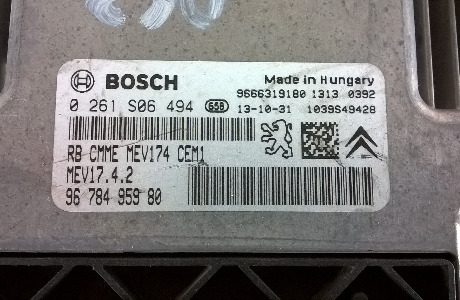 BOSCH
Made in Hungary
9666319180 1313 0392
0 261 S06 494 658 13-10-31 1039S49428
RB CMME MEV174 CEM1
MEV17.4.2
96 784 959 80